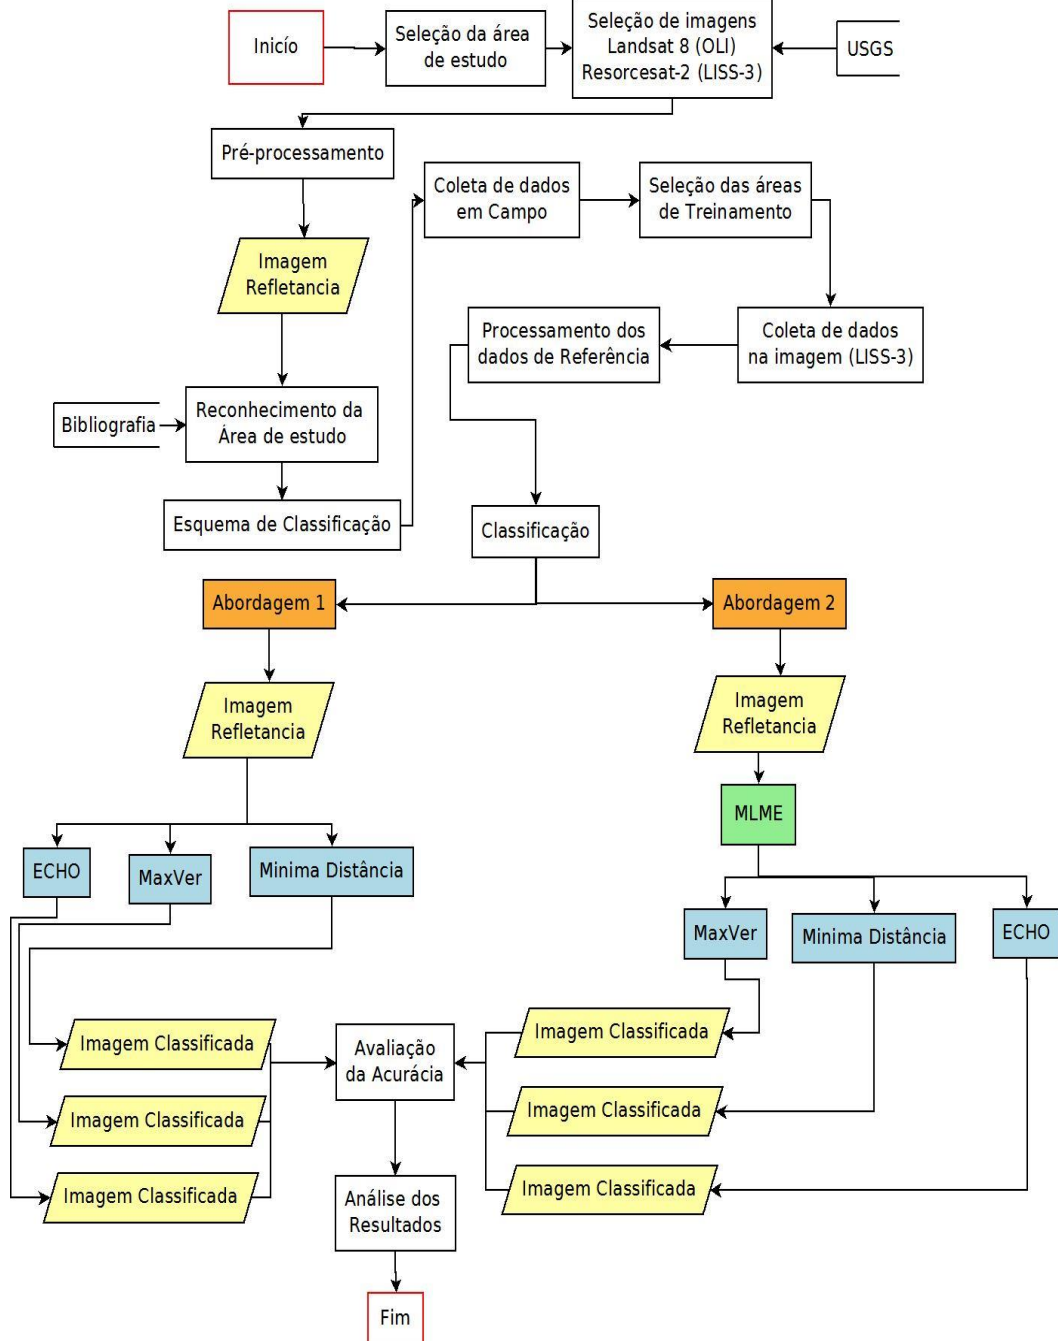 Inicío
Seleção da área
de estudo
Seleção de imagens
Landsat 8 (OLI)
Resorcesat-2 (LISS-3)
USGS
Pré-processamento
Coleta de dados
em Campo
Seleção das áreas
de Treinamento
Imagem
Refletancia
Processamento dos
dados de Referência
Coleta de dados
na imagem (LISS-3)
Bibliografia
Reconhecimento da
Área de estudo
Esquema de Classificação
Classificação
Abordagem 1
Abordagem 2
Imagem
Refletancia
Imagem
Refletancia
MLME
ECHO
MaxVer
Minima Distância
MaxVer
Minima Distância
ECHO
Imagem Classificada
Imagem Classificada
Imagem Classificada
Avaliação
da Acurácia
Imagem Classificada
Imagem Classificada
Imagem Classificada
Análise dos
Resultados
Fim